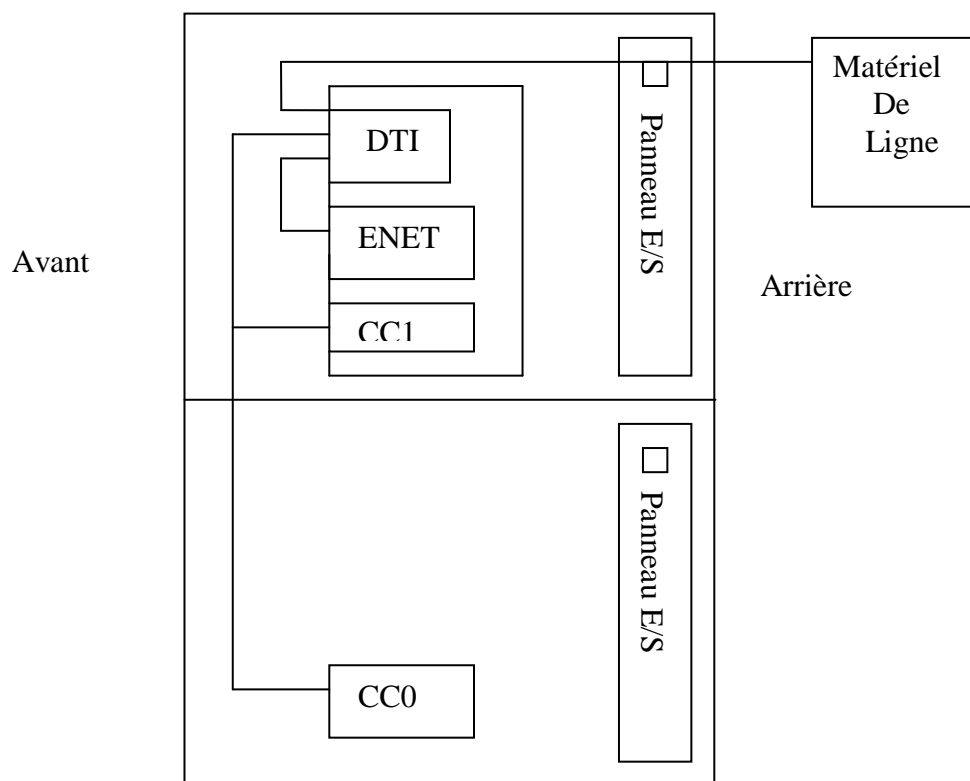 Matériel
De
Ligne
DTI
Panneau E/S
ENET
Avant
Arrière
CC1
Panneau E/S
CC0